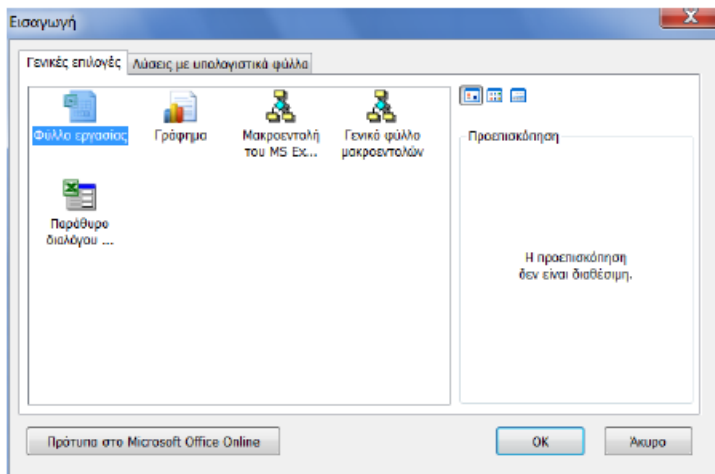 Εισαγωγή
Γενικές επιλογές
Λύσεις με υπολογιστικά φύλλα
Φύλλο εργασίας
Γράφημα
Μακροεντολή
του MS Ex...
Γενικό φύλλο
μακροεντολών
Παράθυρο
διαλόγου ...
Προεπισκόπηση
Η προεπισκόπηση
δεν είναι διαθέσιμη.
Πρότυπα στο Microsoft Office Online
OK
Άκυρο